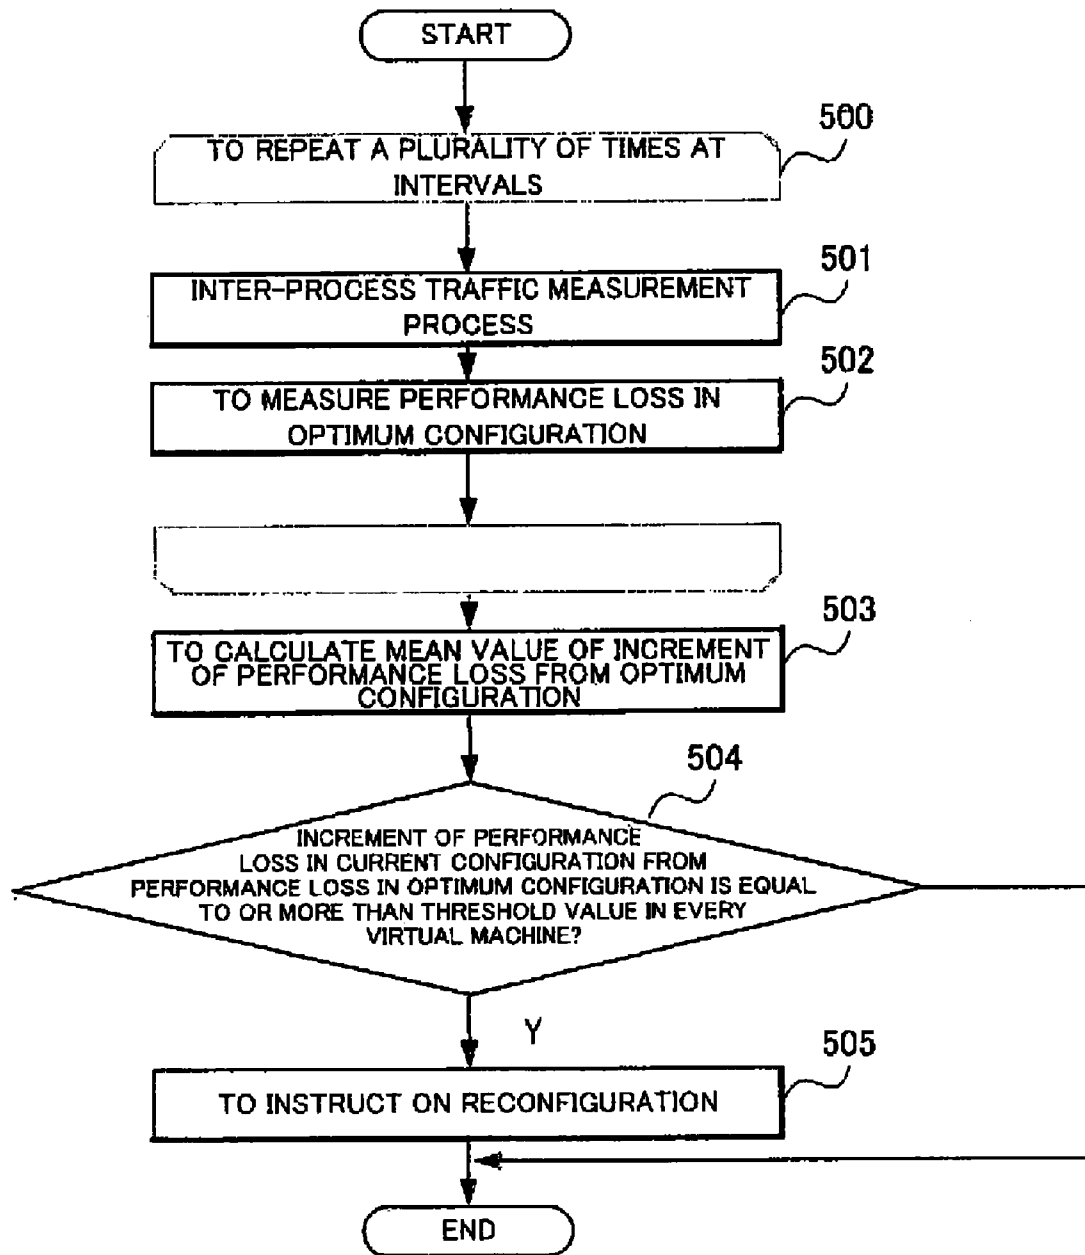 START
500
TO REPEAT A PLURALITY OF TIMES AT
INTERVALS
501
INTER-PROCESS TRAFFIC MEASUREMENT
PROCESS
502
TO MEASURE PERFORMANCE LOSS IN
OPTIMUM CONFIGURATION
503
TO CALCULATE MEAN VALUE OF INCREMENT
OF PERFORMANCE LOSS FROM OPTIMUM
CONFIGURATION
504
INCREMENT OF PERFORMANCE
LOSS IN CURRENT CONFIGURATION FROM
PERFORMANCE LOSS IN OPTIMUM CONFIGURATION IS EQUAL
TO OR MORE THAN THRESHOLD VALUE IN EVERY
VIRTUAL MACHINE?
Y
505
TO INSTRUCT ON RECONFIGURATION
END